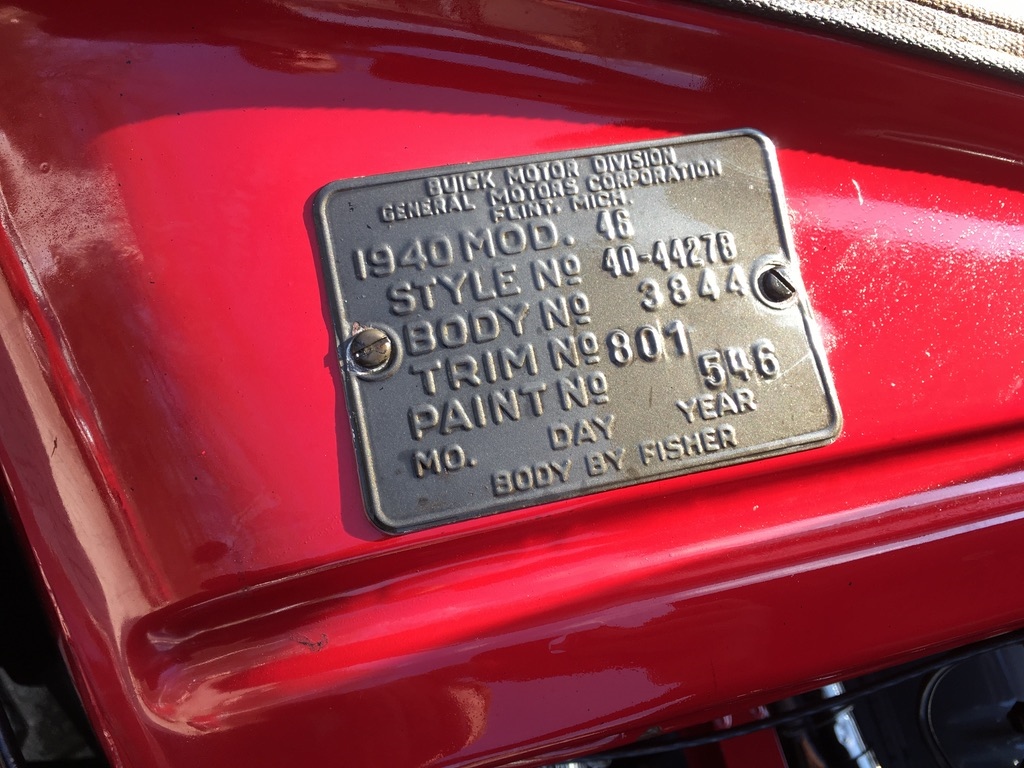 BUICK MOTOR DIVISION
GENERAL MOTORS CORPORATION
FLINT, MICH.
1940 MOD. 46
STYLE Nº 40-4427B
BODY Nº 3844
TRIM Nº 801
PAINT Nº 546
MO. DAY YEAR
BODY BY FISHER